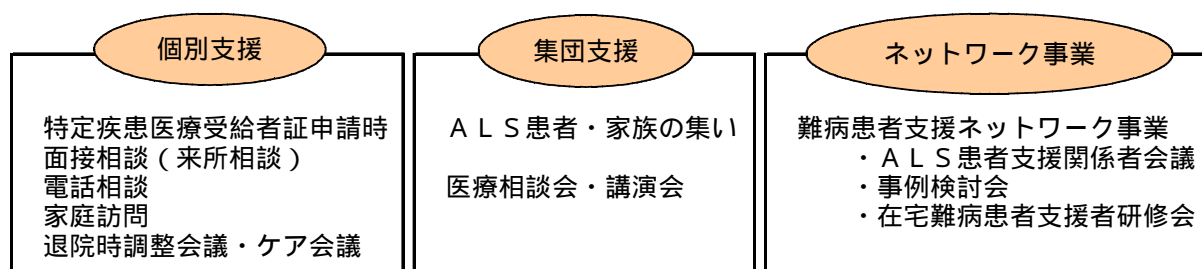 個別支援
特定疾患医療受給者証申請時
面接相談(来所相談)
電話相談
家庭訪問
退院時調整会議・ケア会議
集団支援
ALS患者・家族の集い
医療相談会・講演会
ネットワーク事業
難病患者支援ネットワーク事業
・ALS患者支援関係者会議
・事例検討会
・在宅難病患者支援者研修会